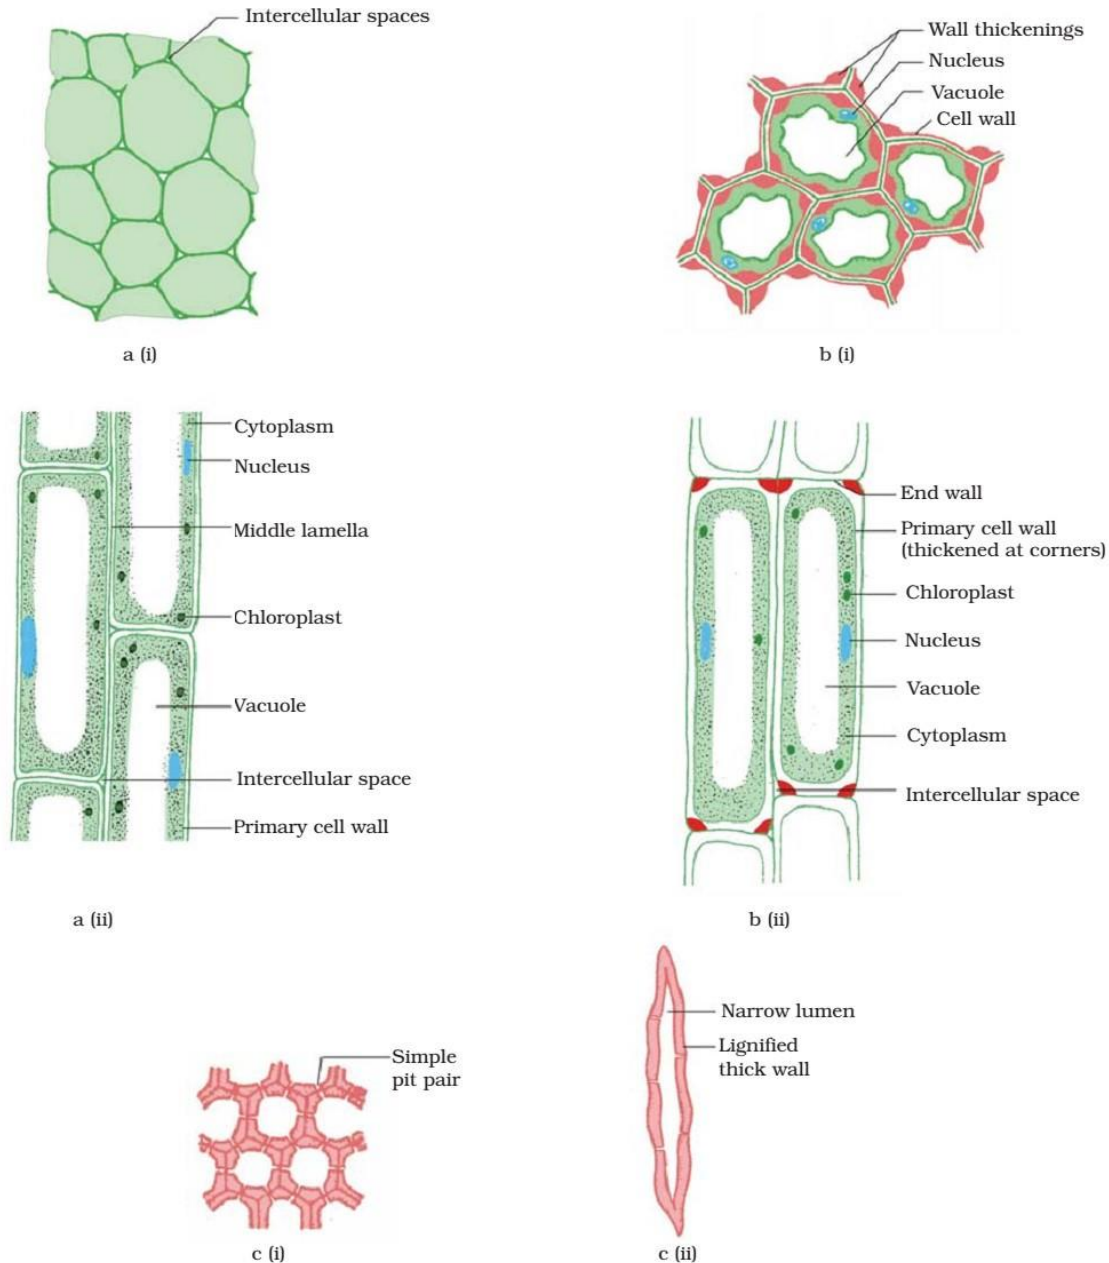 Intercellular spaces
a (i)
Wall thickenings
Nucleus
Vacuole
Cell wall
b (i)
Cytoplasm
Nucleus
Middle lamella
Chloroplast
Vacuole
Intercellular space
Primary cell wall
a (ii)
End wall
Primary cell wall
(thickened at corners)
Chloroplast
Nucleus
Vacuole
Cytoplasm
Intercellular space
b (ii)
Simple
pit pair
c (i)
Narrow lumen
Lignified
thick wall
c (ii)